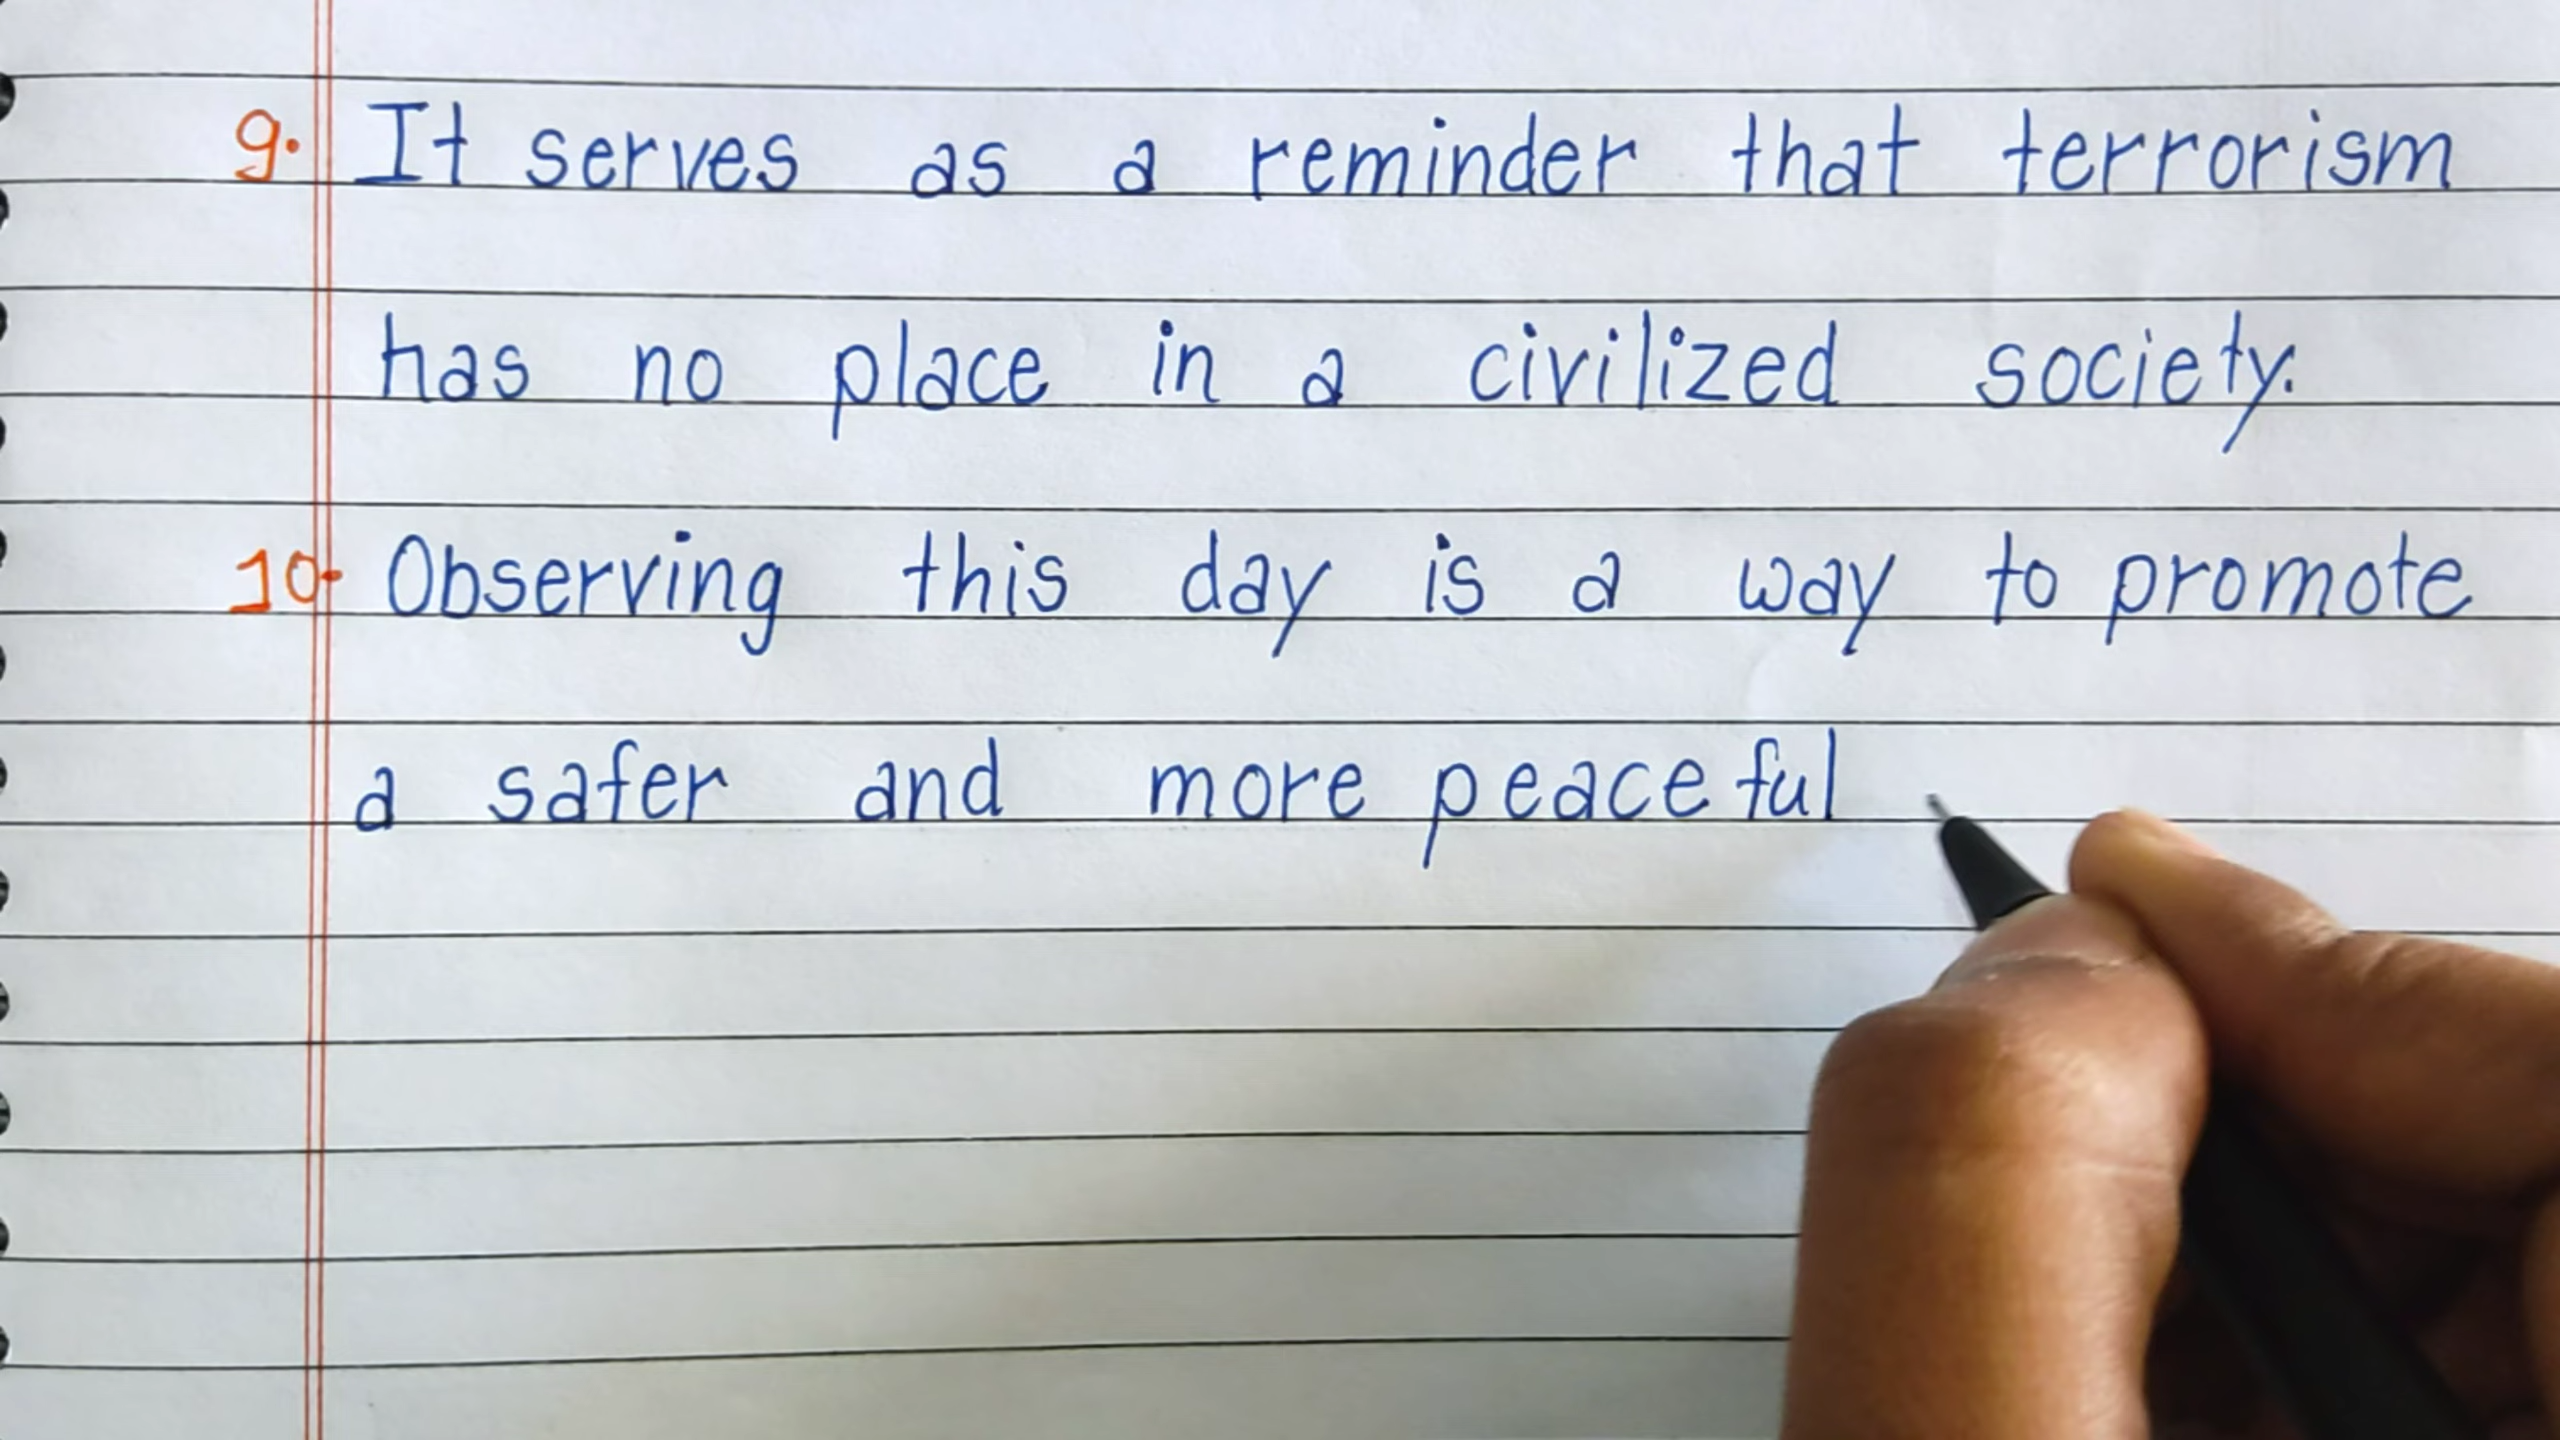 9. It serves as a reminder that terrorism
has no place in a civilized society.
10. Observing this day is a way to promote
a safer and more peaceful